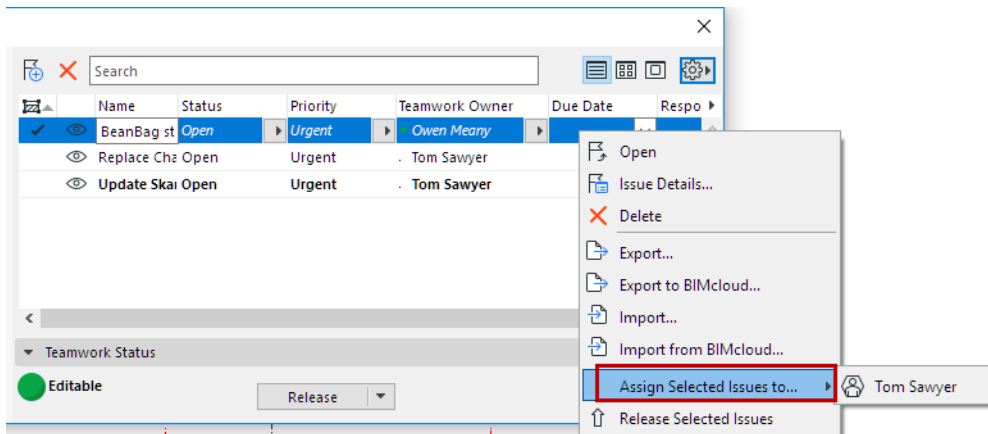 Search
Name Status Priority Teamwork Owner Due Date Respo
BeanBag st Open Urgent Owen Meany
Replace Cha Open Urgent Tom Sawyer
Update Skai Open Urgent Tom Sawyer
Open
Issue Details...
Delete
Export...
Export to BIMcloud...
Import...
Import from BIMcloud...
Assign Selected Issues to... Tom Sawyer
Release Selected Issues
Teamwork Status
Editable
Release